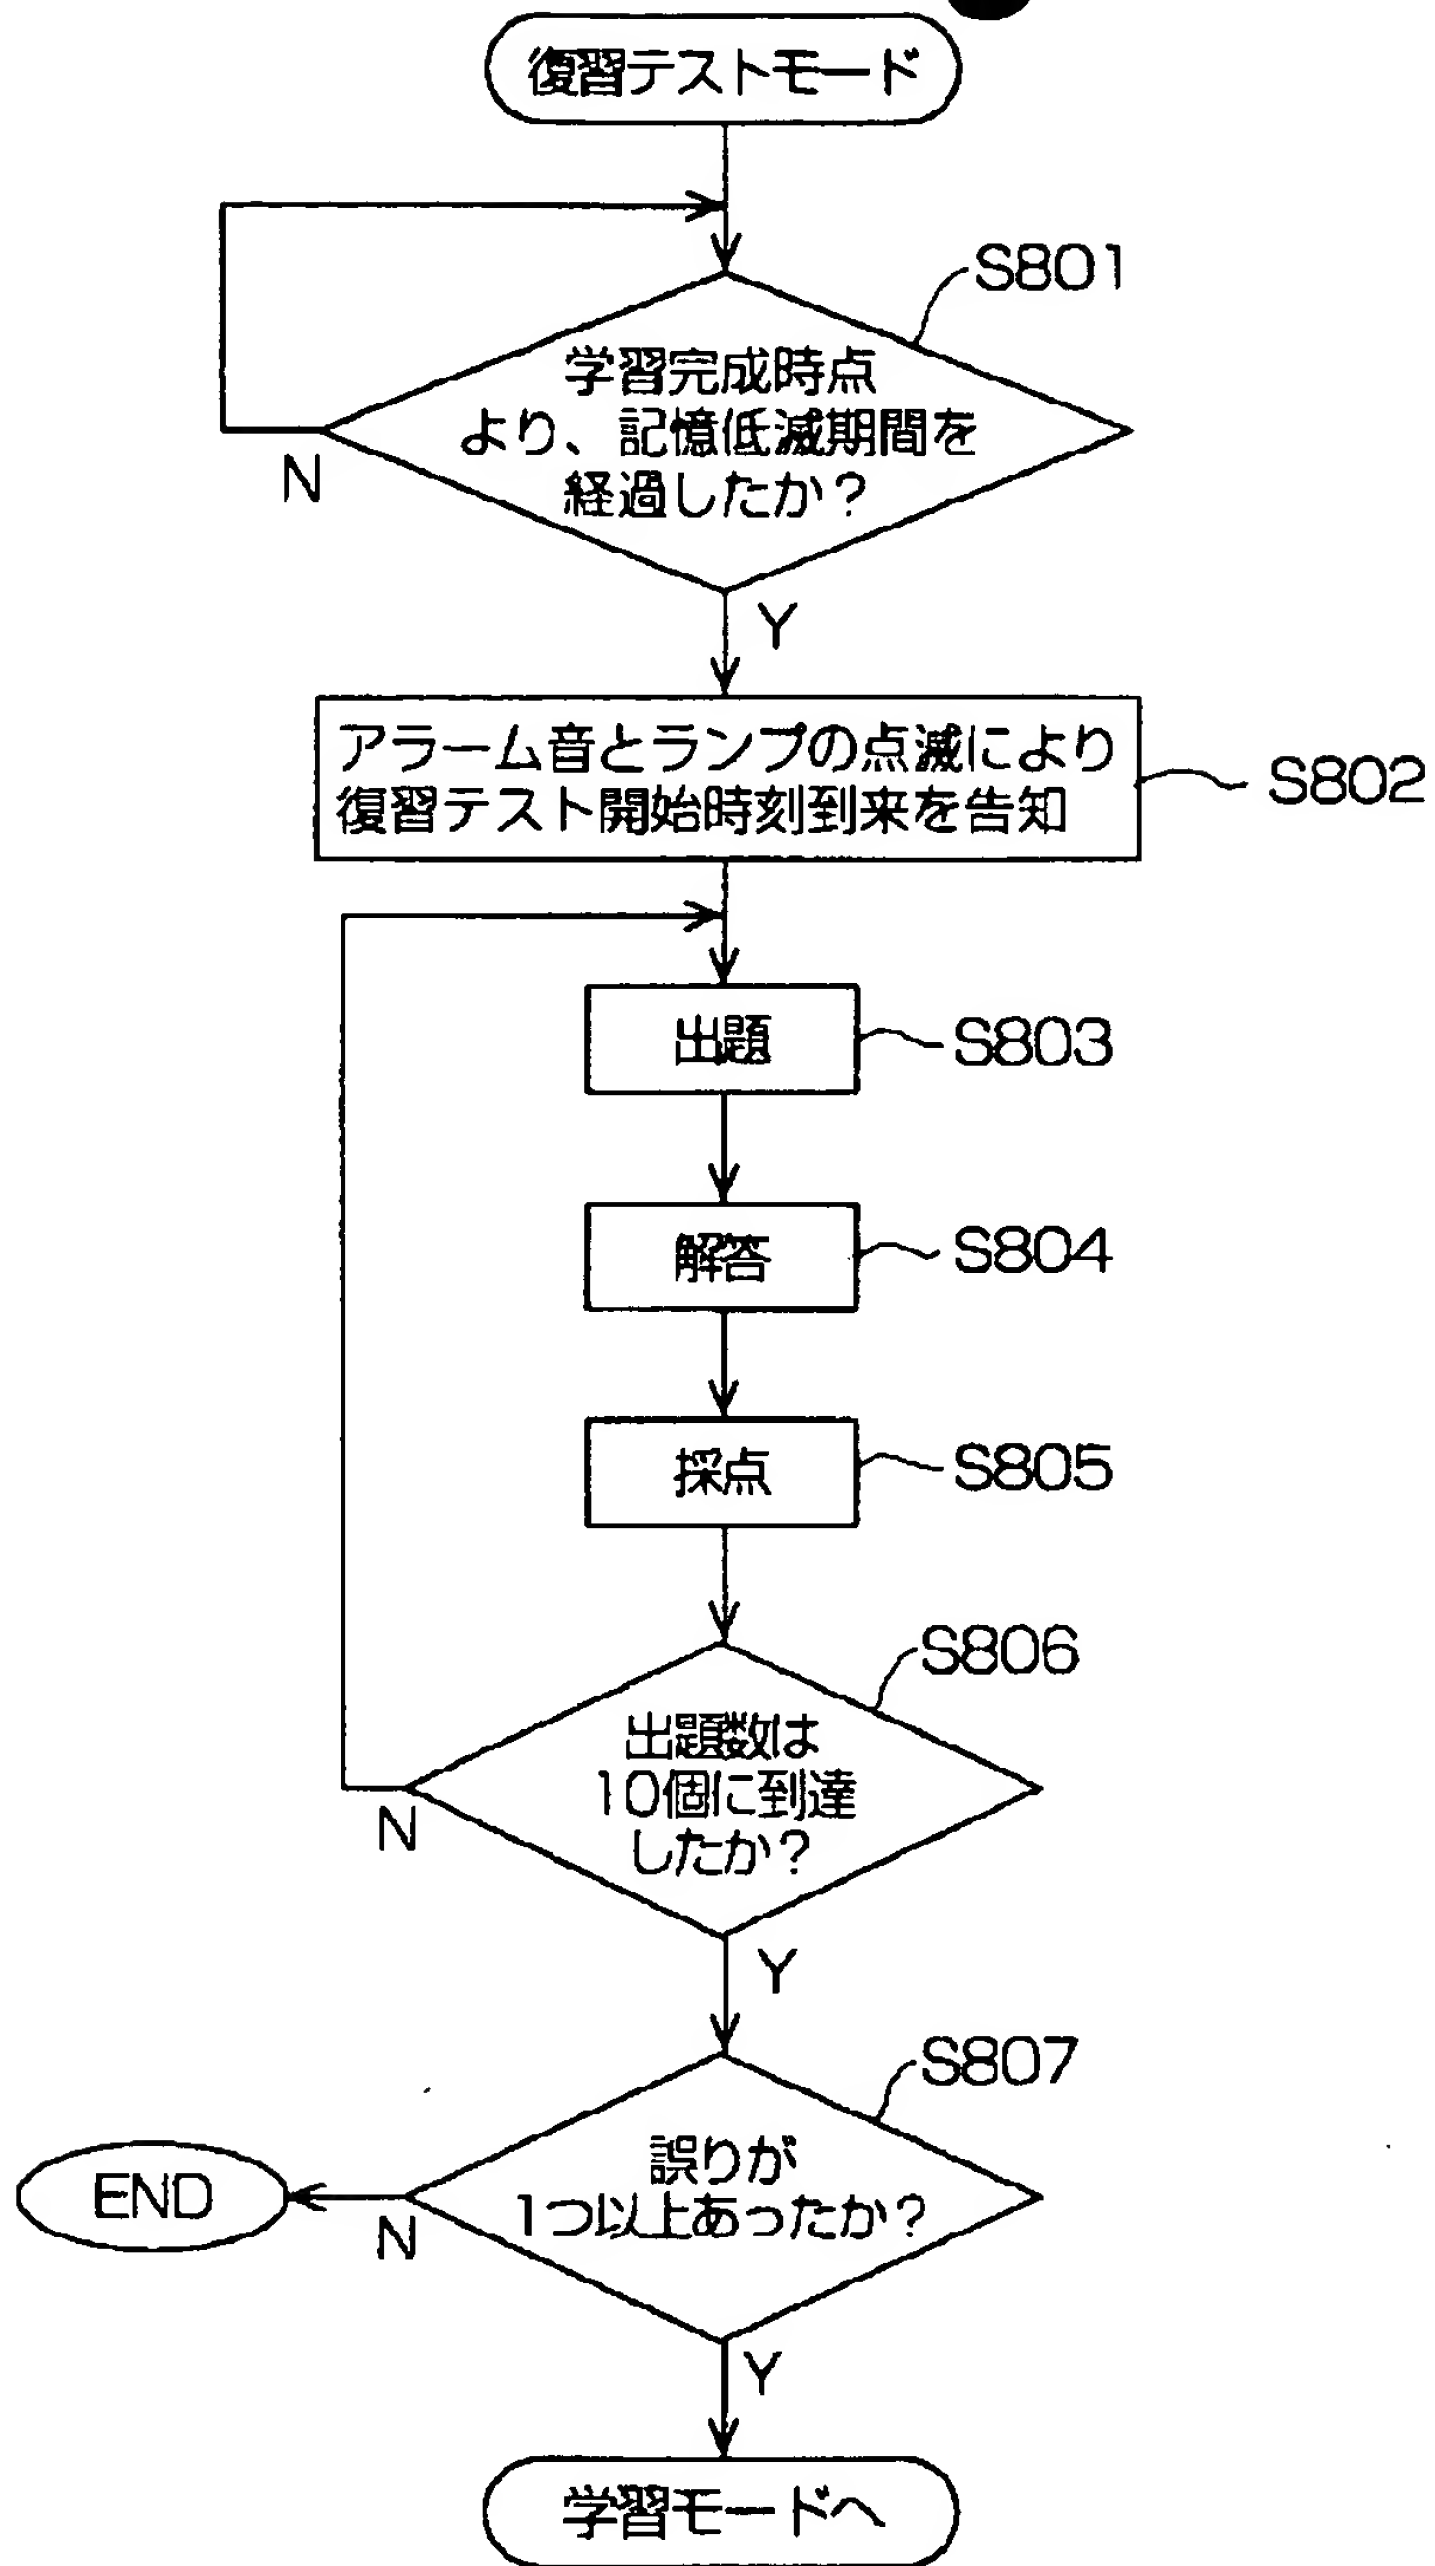 復習テストモード
S801
学習完成時点
より、記憶低減期間を
経過したか?
N
Y
アラーム音とランプの点滅により
復習テスト開始時刻到来を告知
S802
出題
S803
解答
S804
採点
S805
S806
出題数は
10個に到達
したか?
N
Y
S807
誤りが
1つ以上あったか?
END
N
Y
学習モードへ